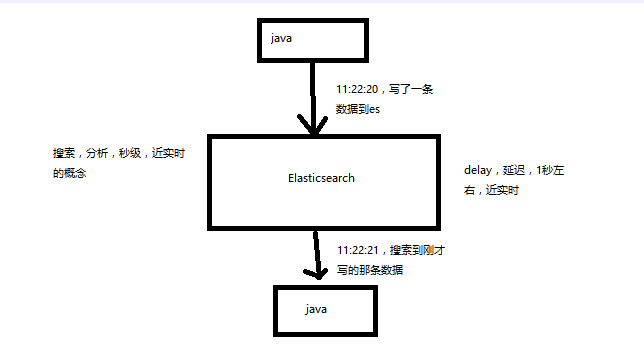 java
11:22:20，写了一条
数据到es
搜索，分析，秒级，近实时
的概念
Elasticsearch
delay，延迟，1秒左
右，近实时
11:22:21，搜索到刚才
写的那条数据
java